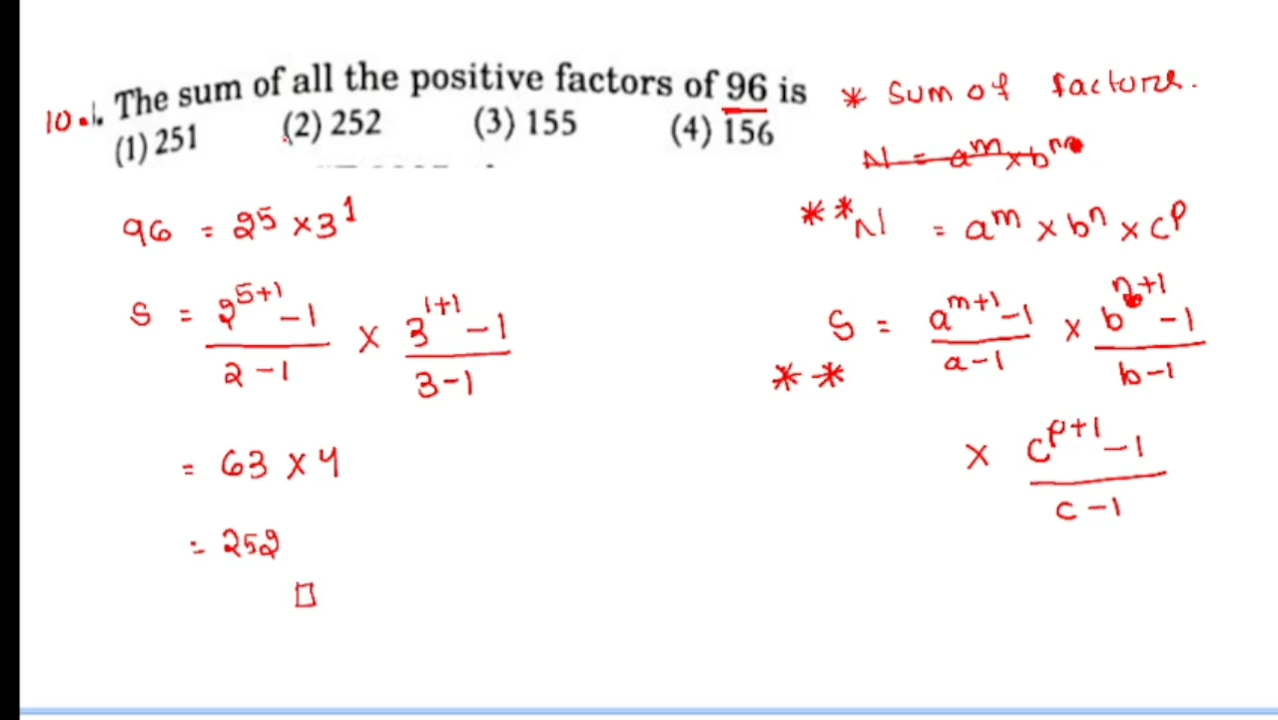 10.1. The sum of all the positive factors of 96 is
(1) 251 (2) 252 (3) 155 (4) 156
* Sum of factors.
N = a^m × b^n
96 = 2^5 × 3^1
** N = a^m × b^n × c^p
S = (2^(5+1) - 1)/(2 - 1) × (3^(1+1) - 1)/(3 - 1)
S = (a^(m+1) - 1)/(a - 1) × (b^(n+1) - 1)/(b - 1)
**
× (c^(p+1) - 1)/(c - 1)
= 63 × 4
= 252